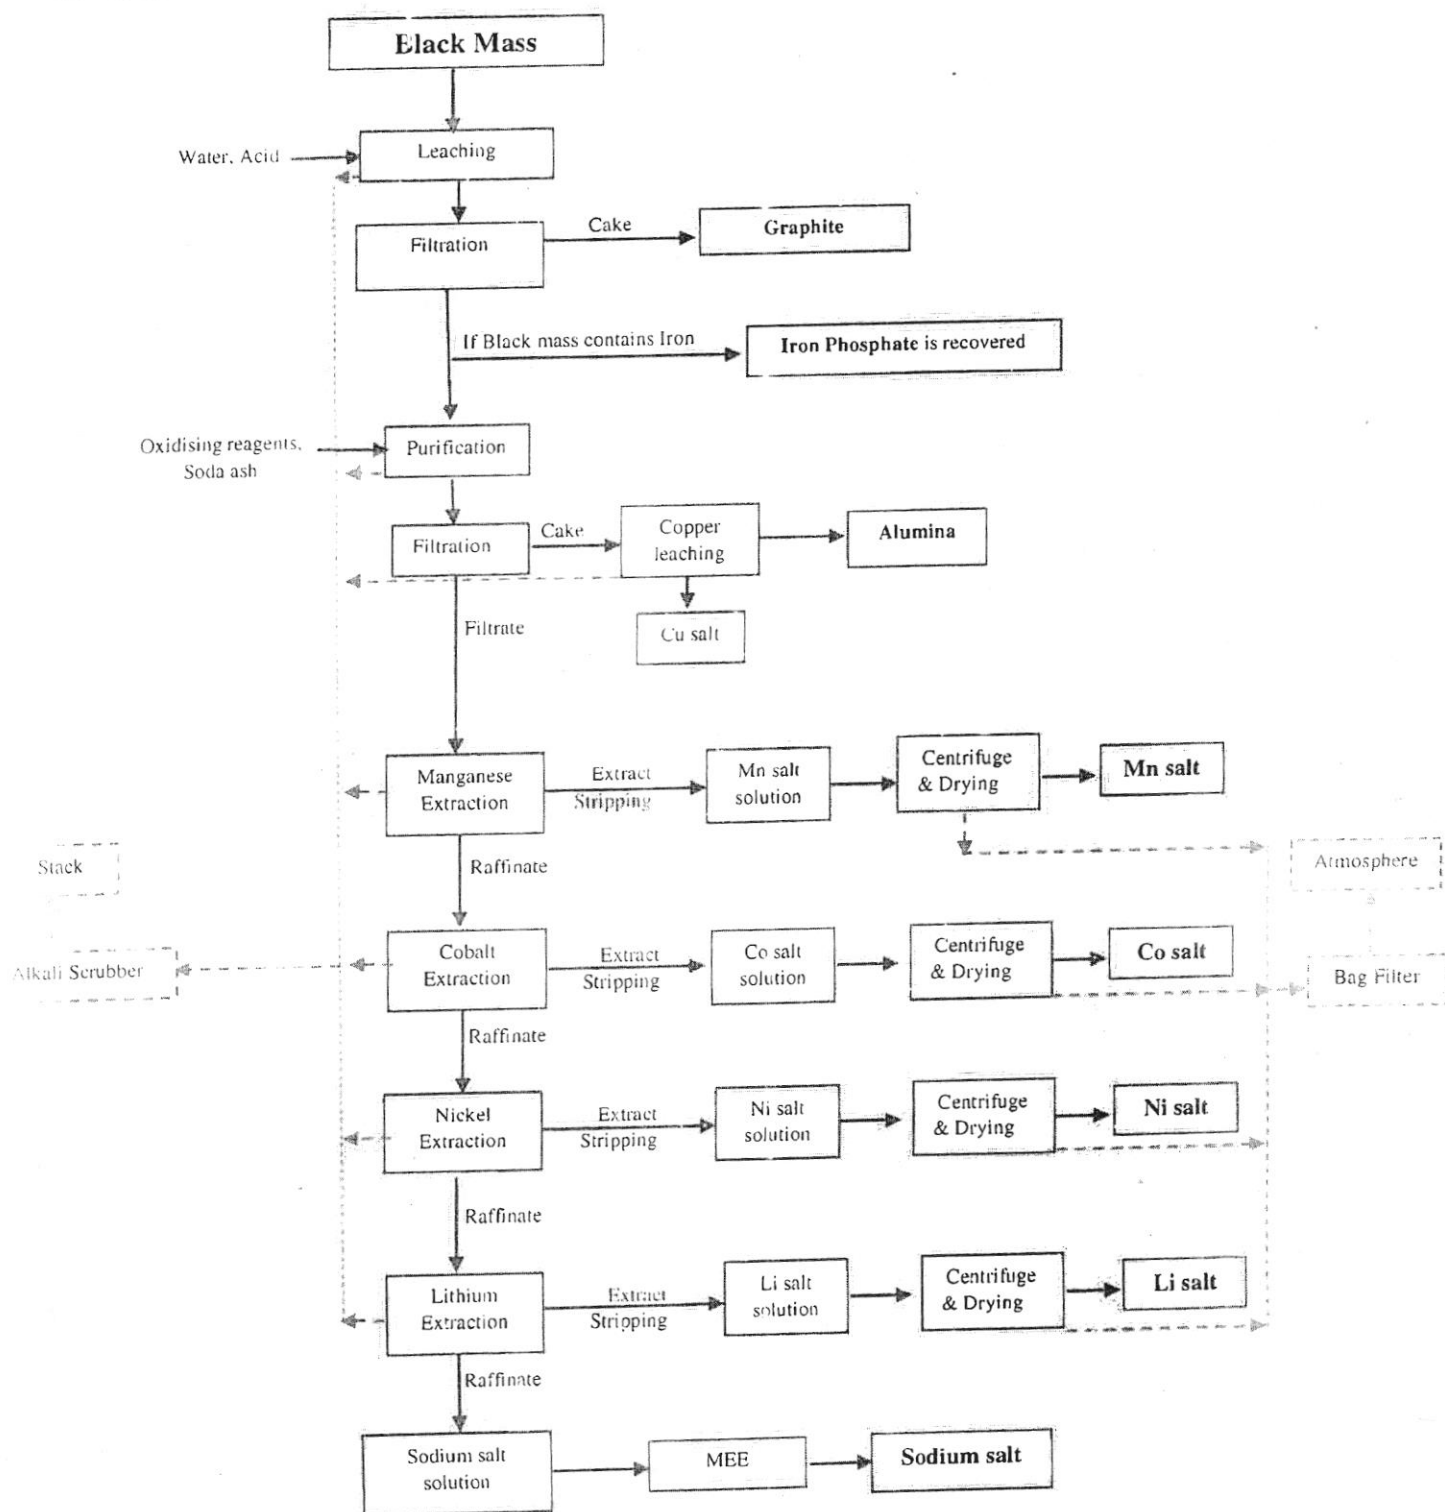 Black Mass
Water, Acid
Leaching
Filtration
Cake
Graphite
If Black mass contains Iron
Iron Phosphate is recovered
Oxidising reagents,
Soda ash
Purification
Filtration
Cake
Copper
leaching
Alumina
Filtrate
Cu salt
Manganese
Extraction
Extract
Stripping
Mn salt
solution
Centrifuge
& Drying
Mn salt
Stack
Raffinate
Atmosphere
Alkali Scrubber
Cobalt
Extraction
Extract
Stripping
Co salt
solution
Centrifuge
& Drying
Co salt
Bag Filter
Raffinate
Nickel
Extraction
Extract
Stripping
Ni salt
solution
Centrifuge
& Drying
Ni salt
Raffinate
Lithium
Extraction
Extract
Stripping
Li salt
solution
Centrifuge
& Drying
Li salt
Raffinate
Sodium salt
solution
MEE
Sodium salt